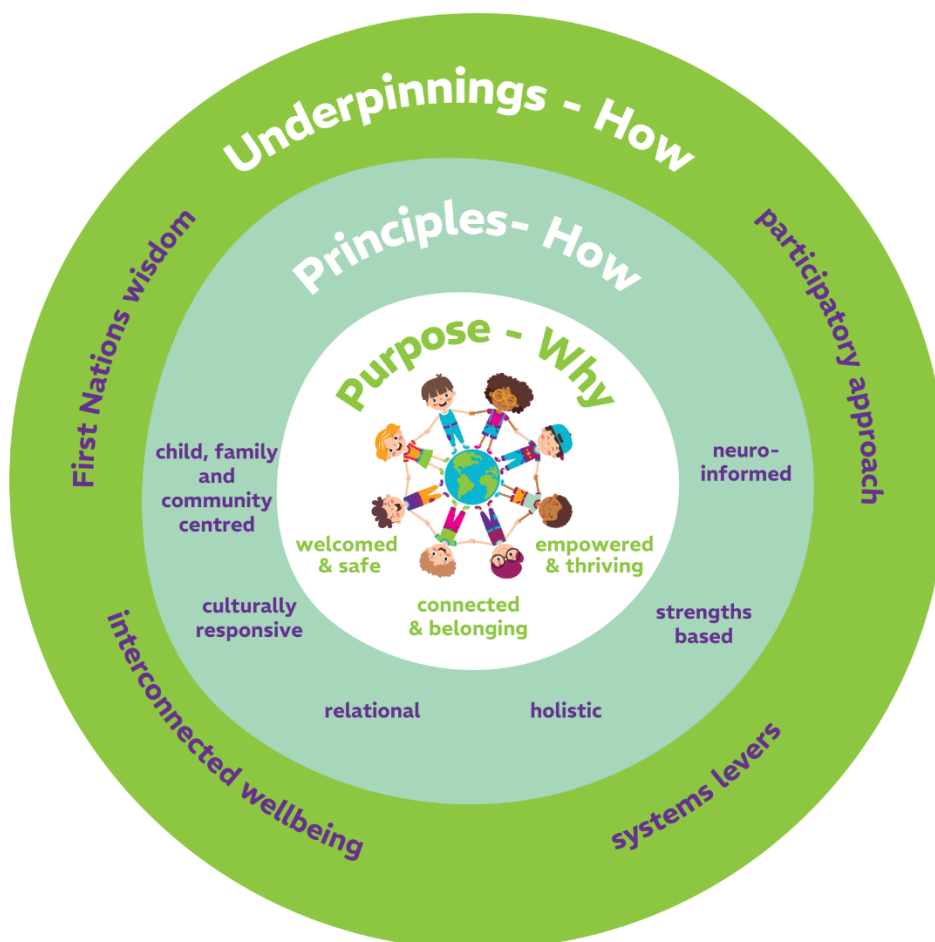 Underpinnings - How
First Nations wisdom
participatory approach
interconnected wellbeing
systems levers
Principles- How
child, family
and
community
centred
neuro-
informed
culturally
responsive
strengths
based
relational
holistic
Purpose - Why
welcomed
& safe
empowered
& thriving
connected
& belonging